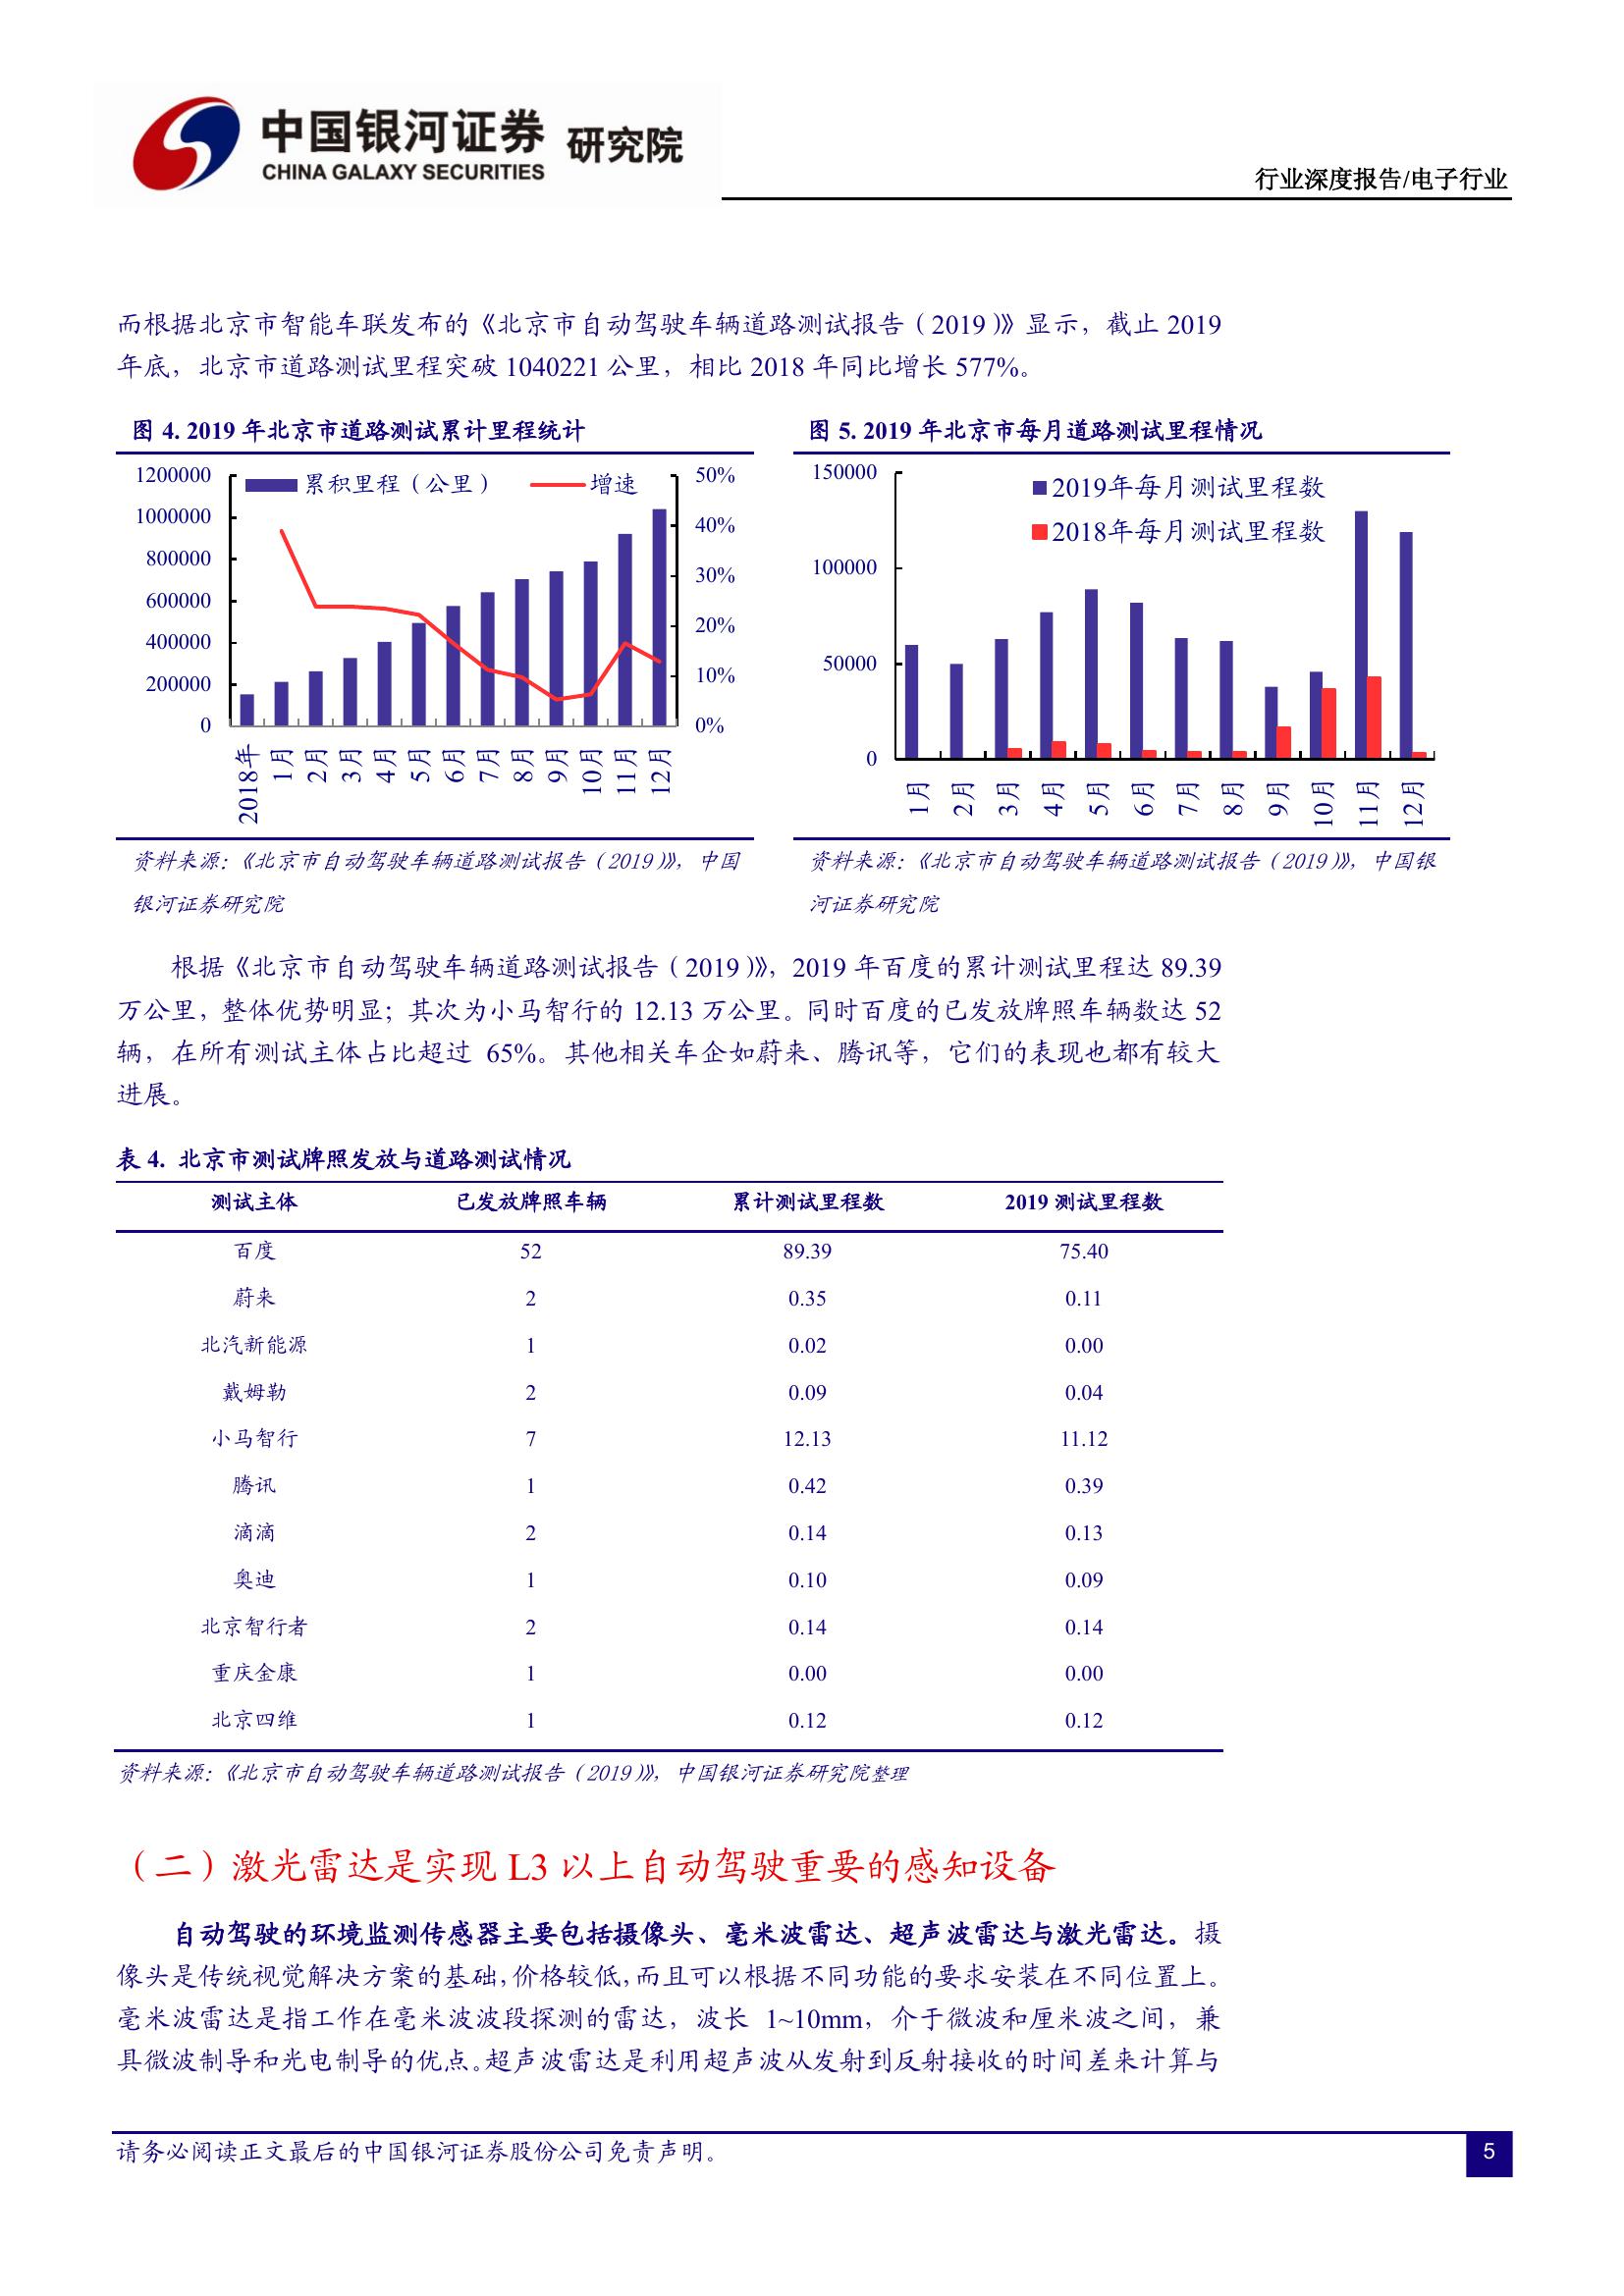 中国银河证券 研究院
CHINA GALAXY SECURITIES
行业深度报告/电子行业
而根据北京市智能车联发布的《北京市自动驾驶车辆道路测试报告（2019）》显示，截止 2019
年底，北京市道路测试里程突破 1040221 公里，相比 2018 年同比增长 577%。
图 4. 2019 年北京市道路测试累计里程统计
累积里程（公里）
增速
1200000
1000000
800000
600000
400000
200000
0
50%
40%
30%
20%
10%
0%
2018年
1月
2月
3月
4月
5月
6月
7月
8月
9月
10月
11月
12月
资料来源：《北京市自动驾驶车辆道路测试报告（2019）》，中国
银河证券研究院
图 5. 2019 年北京市每月道路测试里程情况
2019年每月测试里程数
2018年每月测试里程数
150000
100000
50000
0
1月
2月
3月
4月
5月
6月
7月
8月
9月
10月
11月
12月
资料来源：《北京市自动驾驶车辆道路测试报告（2019）》，中国银
河证券研究院
根据《北京市自动驾驶车辆道路测试报告（2019）》，2019 年百度的累计测试里程达 89.39
万公里，整体优势明显；其次为小马智行的 12.13 万公里。同时百度的已发放牌照车辆数达 52
辆，在所有测试主体占比超过 65%。其他相关车企如蔚来、腾讯等，它们的表现也都有较大
进展。
表 4. 北京市测试牌照发放与道路测试情况
测试主体 已发放牌照车辆 累计测试里程数 2019 测试里程数
百度 52 89.39 75.40
蔚来 2 0.35 0.11
北汽新能源 1 0.02 0.00
戴姆勒 2 0.09 0.04
小马智行 7 12.13 11.12
腾讯 1 0.42 0.39
滴滴 2 0.14 0.13
奥迪 1 0.10 0.09
北京智行者 2 0.14 0.14
重庆金康 1 0.00 0.00
北京四维 1 0.12 0.12
资料来源：《北京市自动驾驶车辆道路测试报告（2019）》，中国银河证券研究院整理
（二）激光雷达是实现 L3 以上自动驾驶重要的感知设备
自动驾驶的环境监测传感器主要包括摄像头、毫米波雷达、超声波雷达与激光雷达。摄
像头是传统视觉解决方案的基础，价格较低，而且可以根据不同功能的要求安装在不同位置上。
毫米波雷达是指工作在毫米波波段探测的雷达，波长 1~10mm，介于微波和厘米波之间，兼
具微波制导和光电制导的优点。超声波雷达是利用超声波从发射到反射接收的时间差来计算与
请务必阅读正文最后的中国银河证券股份公司免责声明。
5